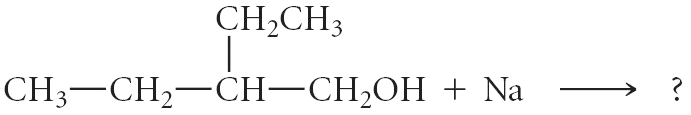 CH₂CH₃
CH₃—CH₂—CH—CH₂OH + Na ⟶ ?